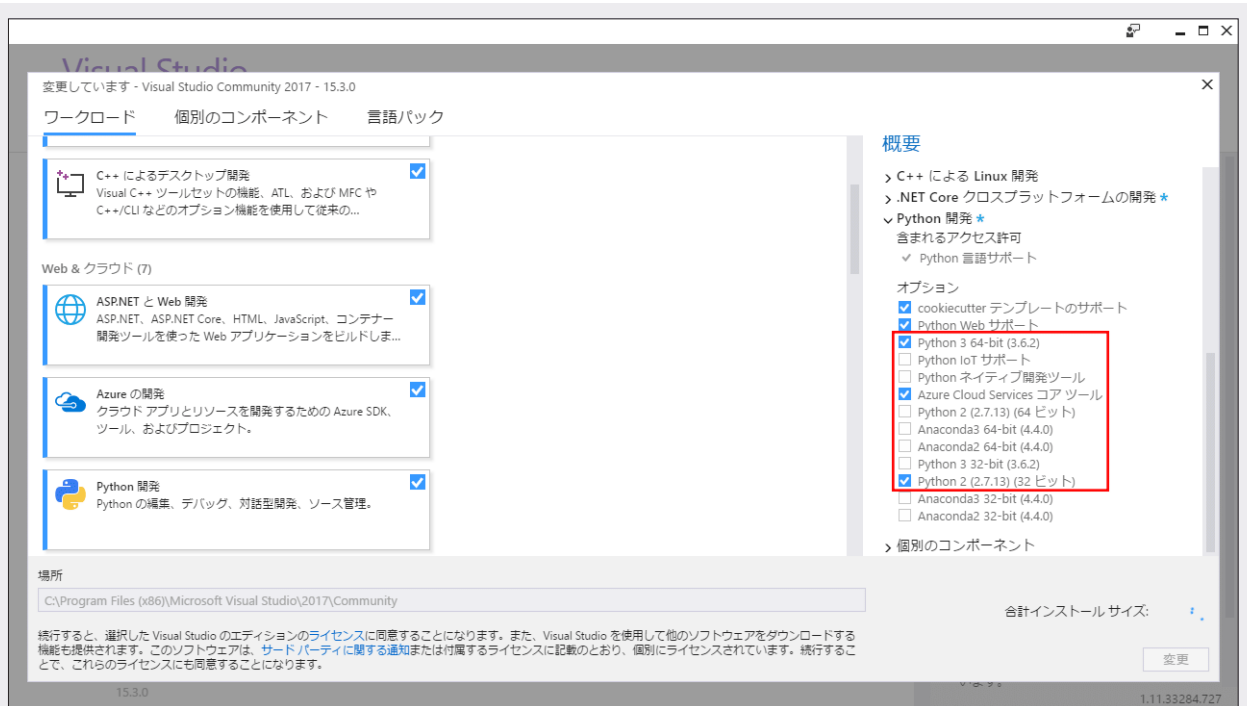 Visual Studio
変更しています - Visual Studio Community 2017 - 15.3.0
ワークロード 個別のコンポーネント 言語パック
C++ によるデスクトップ開発
Visual C++ ツールセットの機能、ATL、および MFC や
C++/CLI などのオプション機能を使用して従来の...
Web & クラウド (7)
ASP.NET と Web 開発
ASP.NET、ASP.NET Core、HTML、JavaScript、コンテナー
開発ツールを使った Web アプリケーションをビルドしま...
Azure の開発
クラウド アプリとリソースを開発するための Azure SDK、
ツール、およびプロジェクト。
Python 開発
Python の編集、デバッグ、対話型開発、ソース管理。
概要
C++ による Linux 開発
.NET Core クロスプラットフォームの開発 *
Python 開発 *
含まれるアクセス許可
Python 言語サポート
オプション
cookiecutter テンプレートのサポート
Python Web サポート
Python 3 64-bit (3.6.2)
Python IoT サポート
Python ネイティブ開発ツール
Azure Cloud Services コア ツール
Python 2 (2.7.13) (64 ビット)
Anaconda3 64-bit (4.4.0)
Anaconda2 64-bit (4.4.0)
Python 3 32-bit (3.6.2)
Python 2 (2.7.13) (32 ビット)
Anaconda3 32-bit (4.4.0)
Anaconda2 32-bit (4.4.0)
個別のコンポーネント
場所
C:\Program Files (x86)\Microsoft Visual Studio\2017\Community
合計インストール サイズ:
続行すると、選択した Visual Studio のエディションのライセンスに同意することになります。また、Visual Studio を使用して他のソフトウェアをダウンロードする
機能も提供されます。このソフトウェアは、サード パーティに関する通知または付属するライセンスに記載のとおり、個別にライセンスされています。続行するこ
とで、これらのライセンスにも同意することになります。
変更
15.3.0
います。
1.11.33284.727